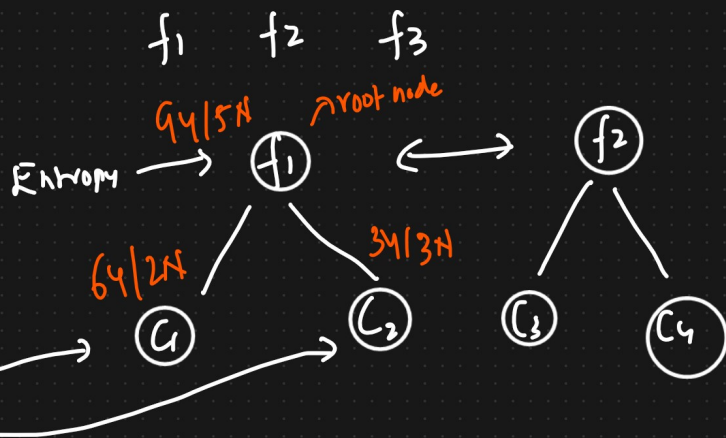 f1 f2 f3
9Y/5N root node
Entropy f1 f2
6Y/2N 3Y/3N
C1 C2 C3 C4